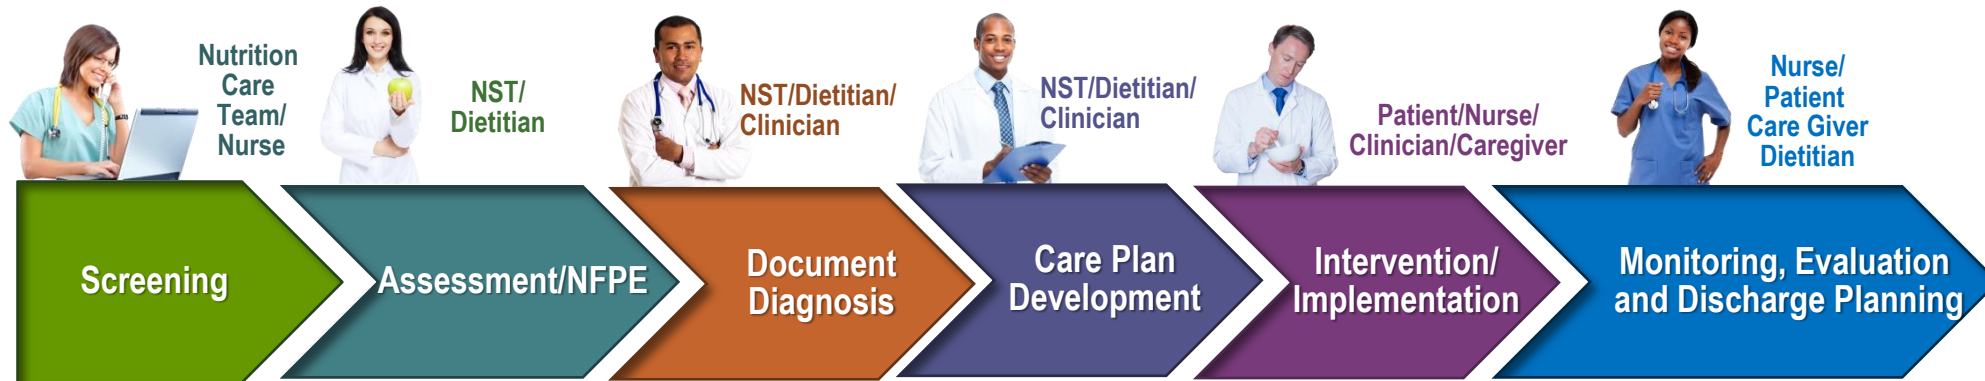 Nutrition
Care
Team/
Nurse
NST/
Dietitian
NST/Dietitian/
Clinician
NST/Dietitian/
Clinician
Patient/Nurse/
Clinician/Caregiver
Nurse/
Patient
Care Giver
Dietitian
Screening
Assessment/NFPE
Document
Diagnosis
Care Plan
Development
Intervention/
Implementation
Monitoring, Evaluation
and Discharge Planning